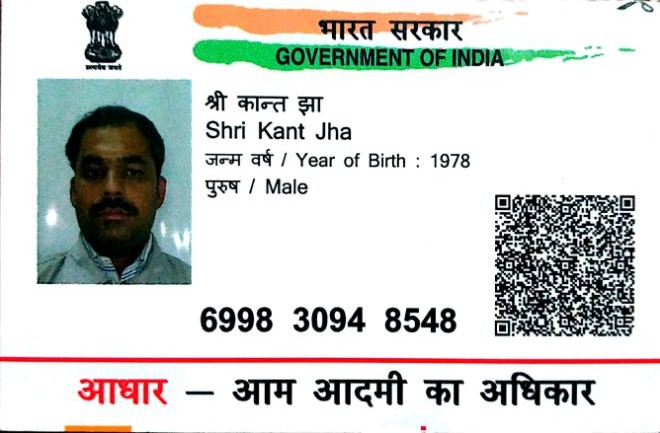 सत्यमेव जयते
भारत सरकार
GOVERNMENT OF INDIA
श्री कान्त झा
Shri Kant Jha
जन्म वर्ष / Year of Birth : 1978
पुरुष / Male
6998 3094 8548
आधार — आम आदमी का अधिकार